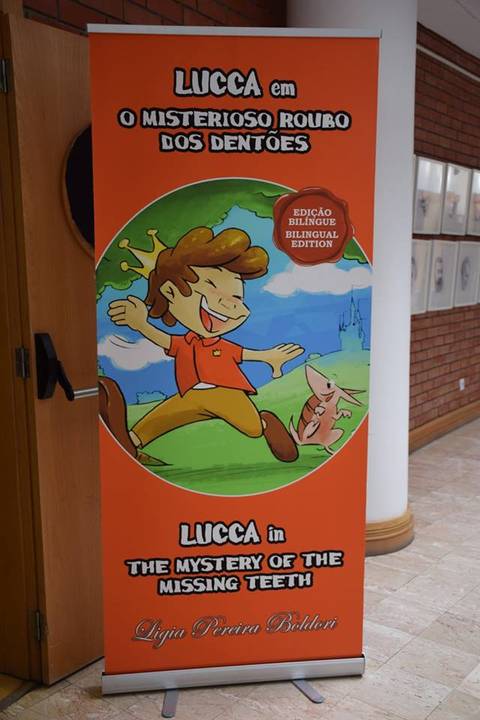 LUCCA em
O MISTERIOSO ROUBO
DOS DENTÕES
EDIÇÃO
BILÍNGUE
BILINGUAL
EDITION
LUCCA in
THE MYSTERY OF THE
MISSING TEETH
Ligia Pereira Boldori